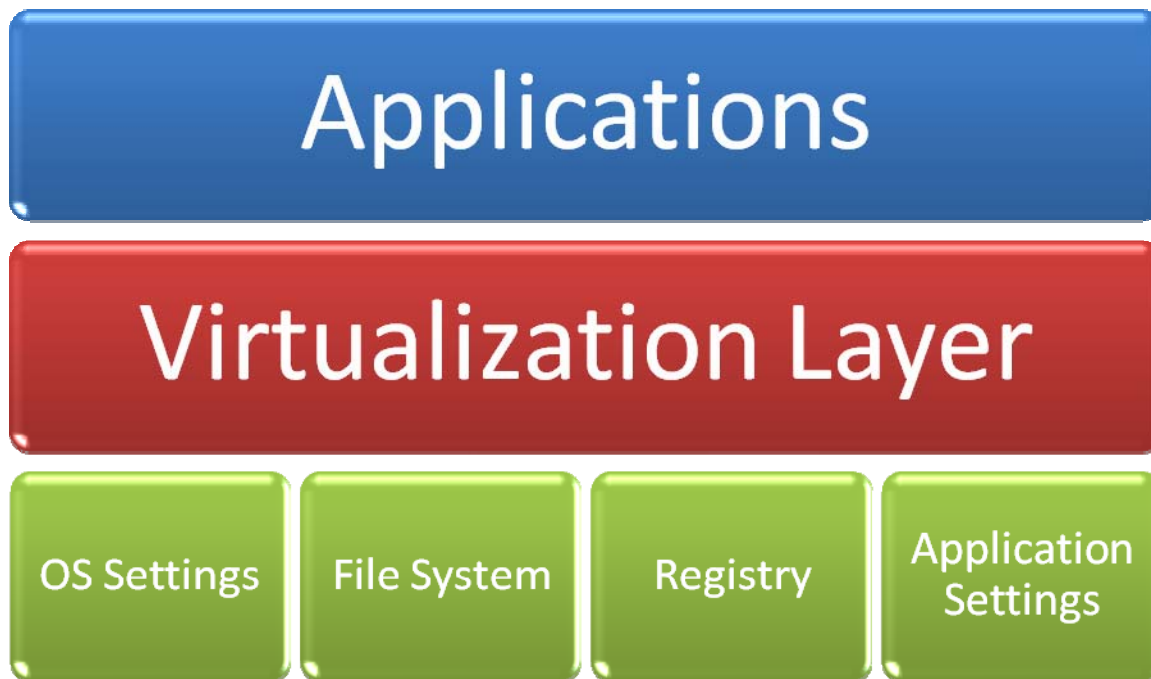 Applications
Virtualization Layer
OS Settings
File System
Registry
Application
Settings